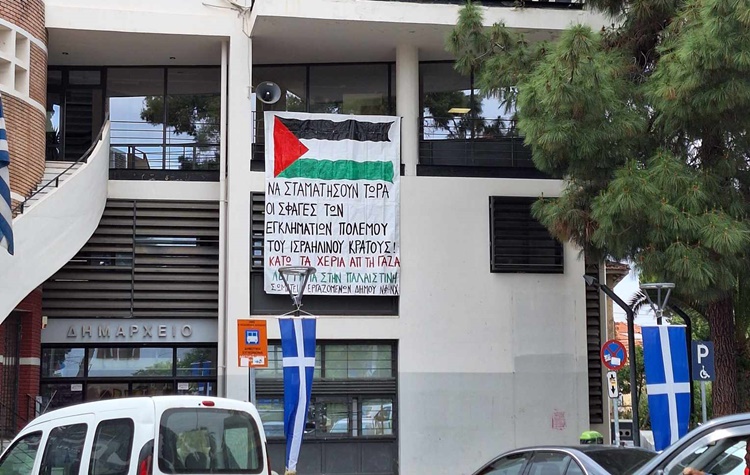 ΝΑ ΣΤΑΜΑΤΗΣΟΥΝ ΤΩΡΑ
ΟΙ ΣΦΑΓΕΣ ΤΩΝ
ΕΓΚΛΗΜΑΤΙΩΝ ΠΟΛΕΜΟΥ
ΤΟΥ ΙΣΡΑΗΛΙΝΟΥ ΚΡΑΤΟΥΣ!
ΚΑΤΩ ΤΑ ΧΕΡΙΑ ΑΠ ΤΗ ΓΑΖΑ
ΛΕΥΤΕΡΙΑ ΣΤΗΝ ΠΑΛΑΙΣΤΙΝΗ
ΕΡΓΑΖΟΜΕΝΩΝ ΔΗΜΟΥ
ΔΗΜΑΡΧΕΙΟ
P